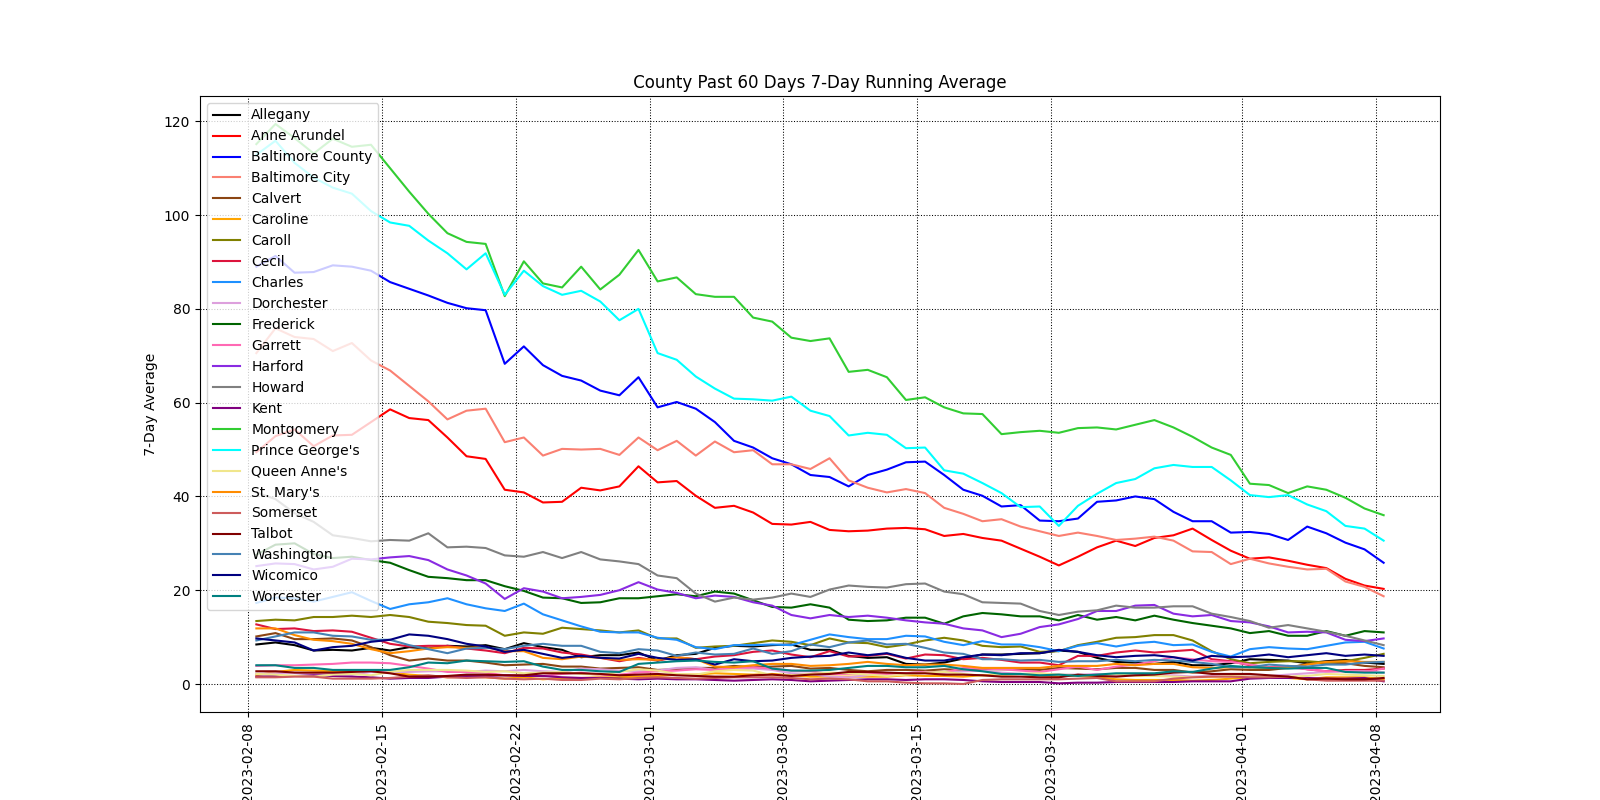 County Past 60 Days 7-Day Running Average
120
100
80
60
40
20
0
7-Day Average
Allegany
Anne Arundel
Baltimore County
Baltimore City
Calvert
Caroline
Caroll
Cecil
Charles
Dorchester
Frederick
Garrett
Harford
Howard
Kent
Montgomery
Prince George's
Queen Anne's
St. Mary's
Somerset
Talbot
Washington
Wicomico
Worcester
2023-02-08
2023-02-15
2023-02-22
2023-03-01
2023-03-08
2023-03-15
2023-03-22
2023-04-01
2023-04-08